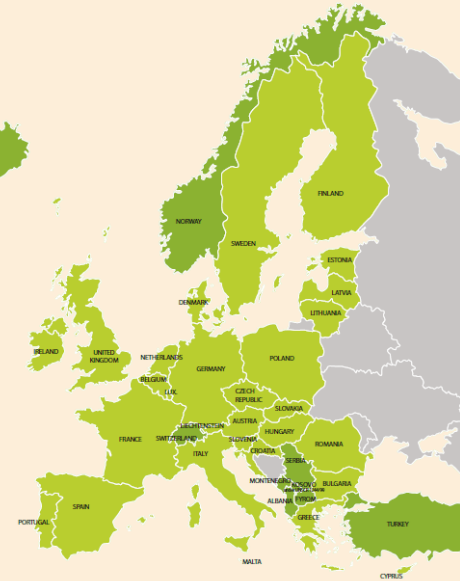 FINLAND
NORWAY
SWEDEN
ESTONIA
LATVIA
DENMARK
LITHUANIA
IRELAND
UNITED
KINGDOM
NETHERLANDS
POLAND
GERMANY
BELGIUM
LUX.
CZECH
REPUBLIC
SLOVAKIA
AUSTRIA
LIECHTENSTEIN
HUNGARY
FRANCE
SWITZERLAND
SLOVENIA
ROMANIA
CROATIA
ITALY
SERBIA
MONTENEGRO
KOSOVO
BULGARIA
ALBANIA
FYROM
SPAIN
PORTUGAL
GREECE
TURKEY
MALTA
CYPRUS